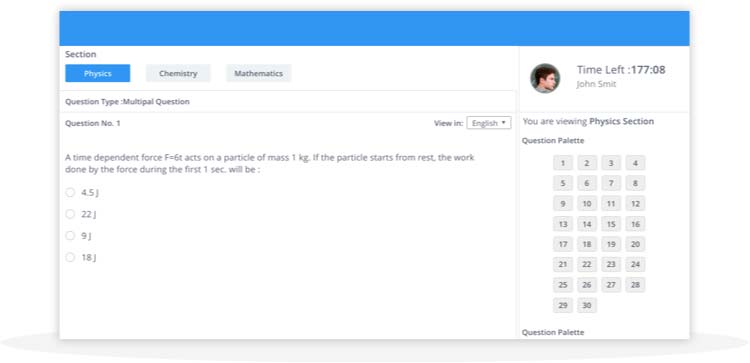 Section
Physics Chemistry Mathematics
Question Type :Multipal Question
Question No. 1 View in: English
A time dependent force F=6t acts on a particle of mass 1 kg. If the particle starts from rest, the work
done by the force during the first 1 sec. will be :
4.5 J
22 J
9 J
18 J
Time Left :177:08
John Smit
You are viewing Physics Section
Question Palette
1 2 3 4
5 6 7 8
9 10 11 12
13 14 15 16
17 18 19 20
21 22 23 24
25 26 27 28
29 30
Question Palette